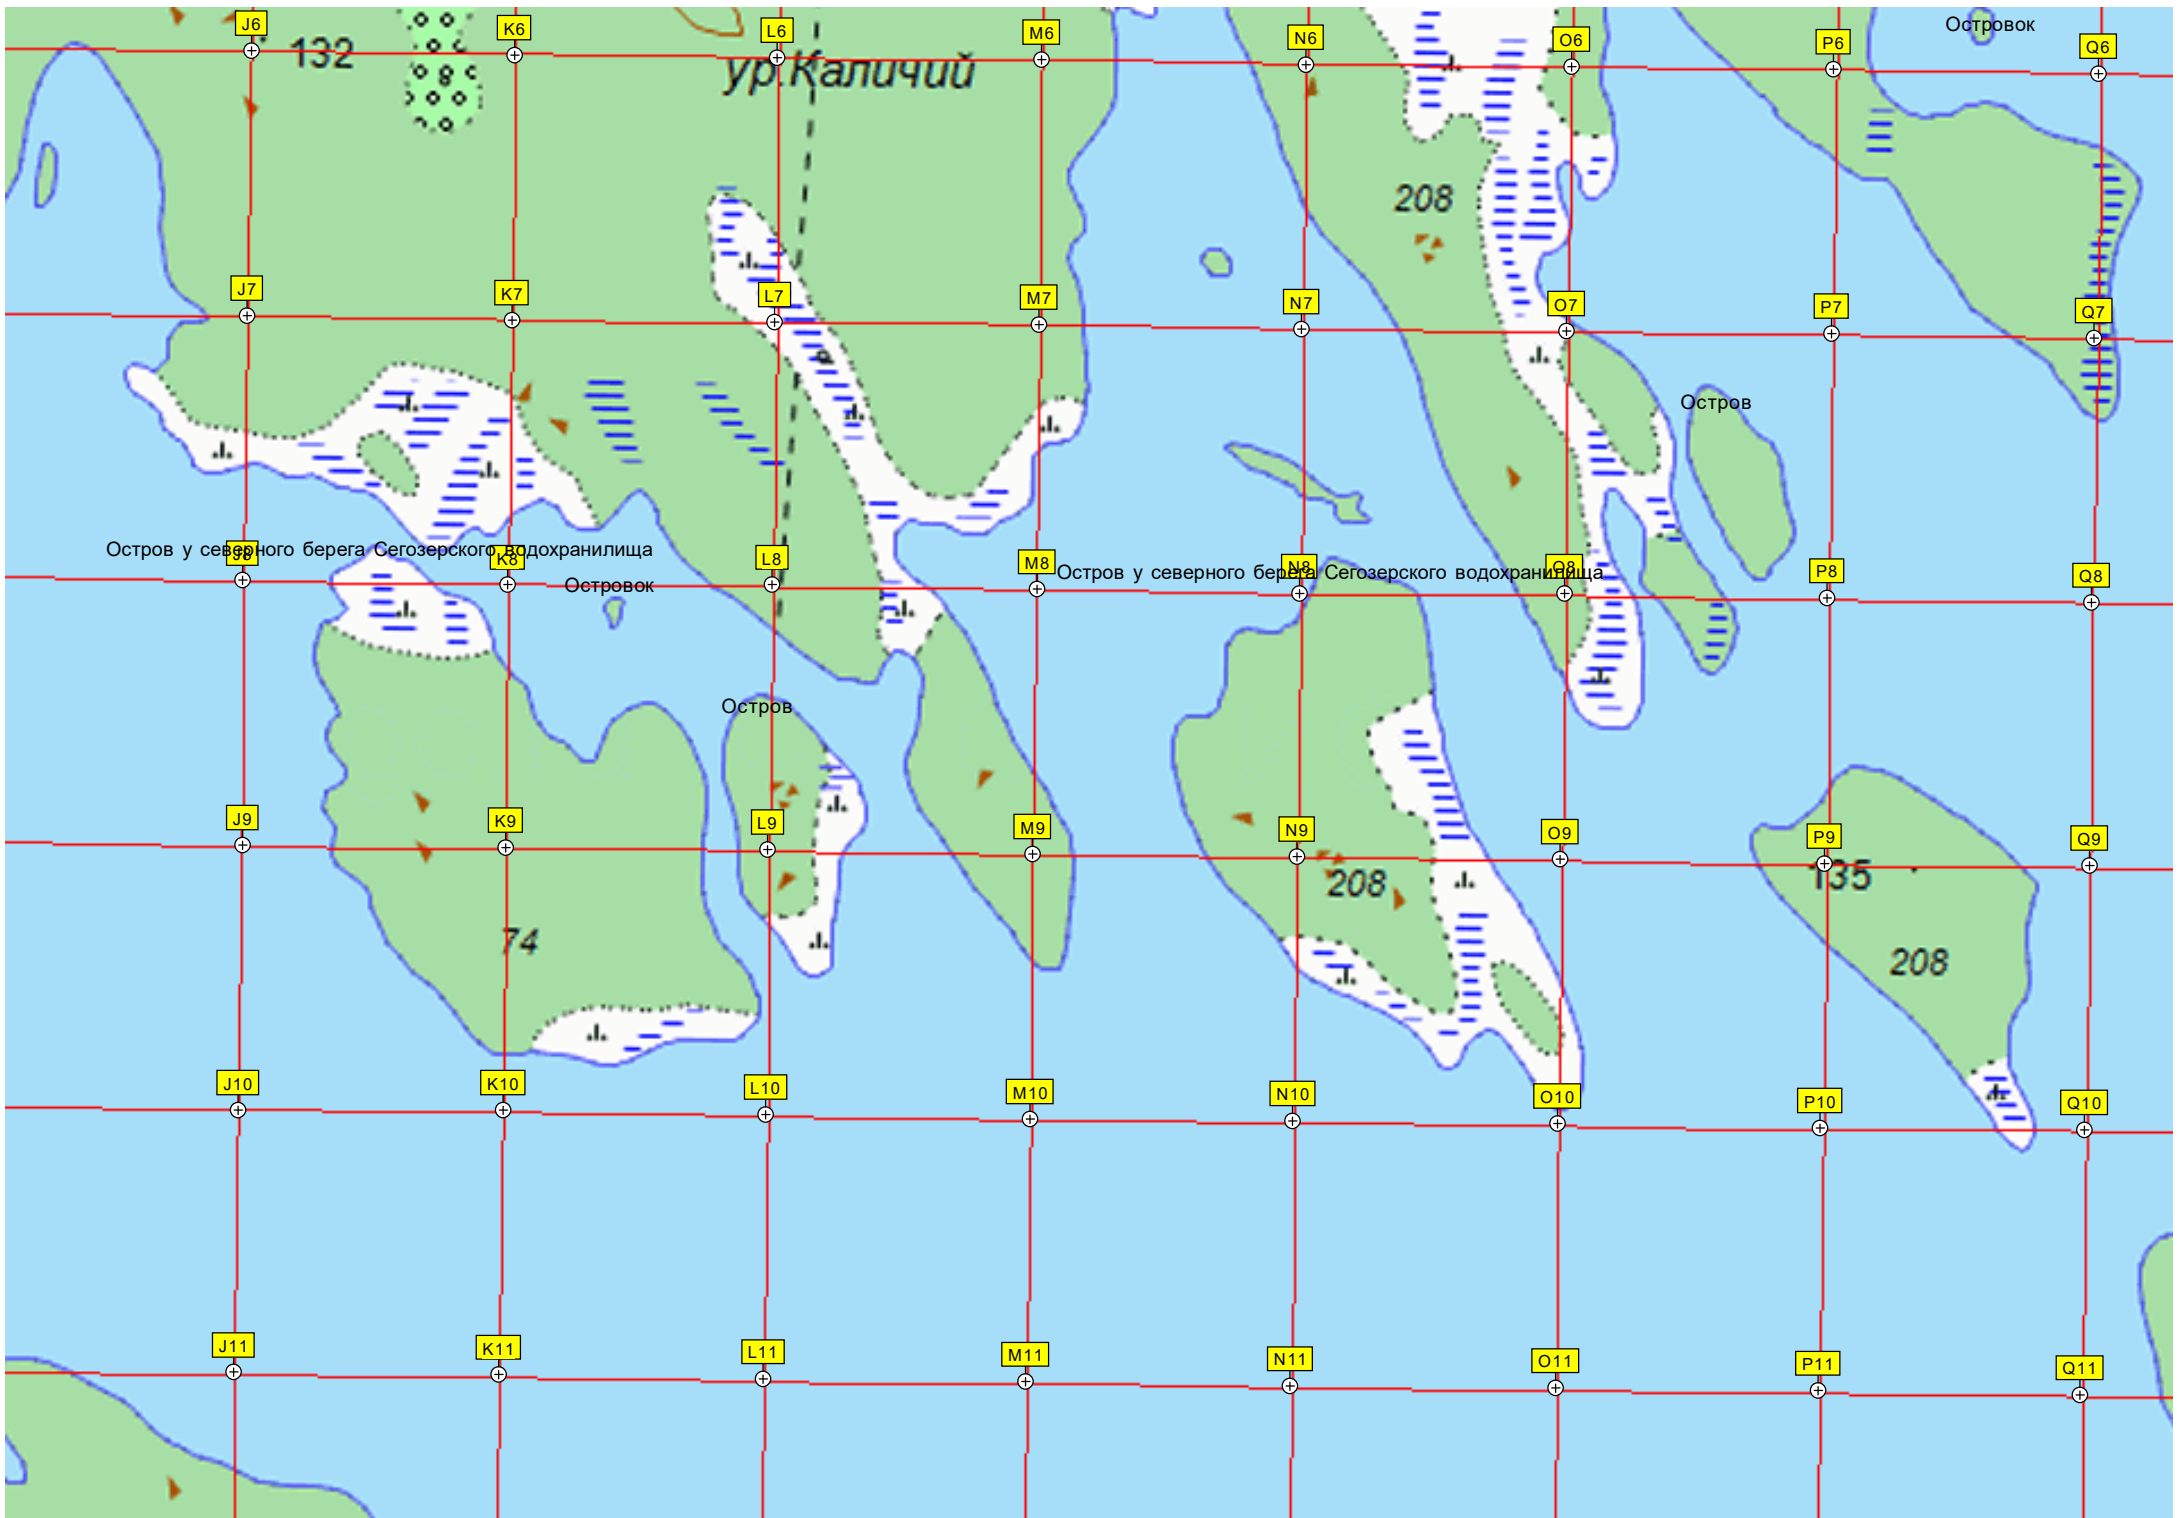 Островок
J6 K6 L6 M6 N6 O6 P6 Q6
132
ур.Каличий
208
J7 K7 L7 M7 N7 O7 P7 Q7
Остров
Остров у северного берега Сегозерского водохранилища
J8 K8 L8 M8 N8 O8 P8 Q8
Остров у северного берега Сегозерского водохранилища
Островок
Остров
J9 K9 L9 M9 N9 O9 P9 Q9
208
135
74
208
J10 K10 L10 M10 N10 O10 P10 Q10
J11 K11 L11 M11 N11 O11 P11 Q11